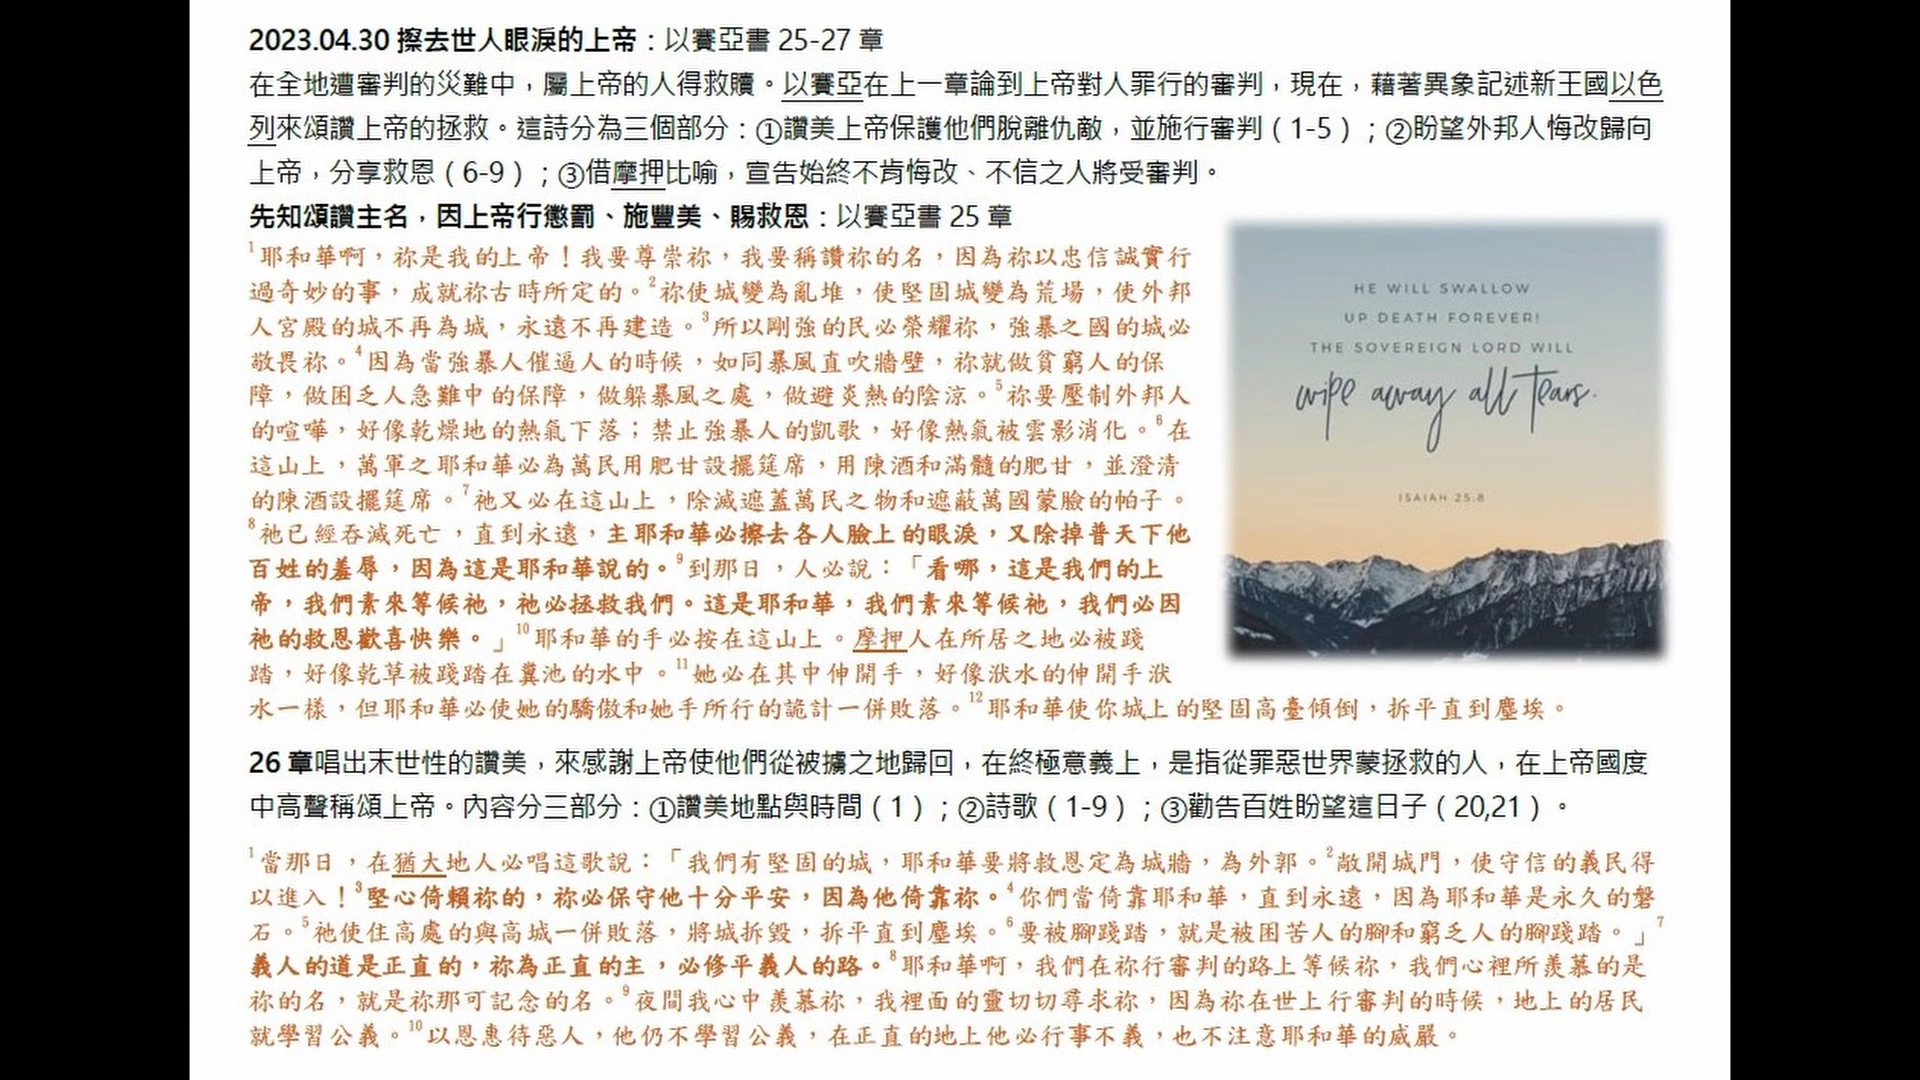 2023.04.30 擦去世人眼淚的上帝：以賽亞書 25-27 章
在全地遭審判的災難中，屬上帝的人得救贖。以賽亞在上一章論到上帝對人罪行的審判，現在，藉著異象記述新王國以色
列來頌讚上帝的拯救。這詩分為三個部分：①讚美上帝保護他們脫離仇敵，並施行審判（1-5）；②盼望外邦人悔改歸向
上帝，分享救恩（6-9）；③借摩押比喻，宣告始終不肯悔改、不信之人將受審判。
先知頌讚主名，因上帝行懲罰、施豐美、賜救恩：以賽亞書 25 章
1 耶和華啊，祢是我的上帝！我要尊崇祢，我要稱讚祢的名，因為祢以忠信誠實行
過奇妙的事，成就祢古時所定的。2 祢使城變為亂堆，使堅固城變為荒場，使外邦
人宮殿的城不再為城，永遠不再建造。3 所以剛強的民必榮耀祢，強暴之國的城必
敬畏祢。4 因為當強暴人催逼人的時候，如同暴風直吹牆壁，祢就做貧窮人的保
障，做困乏人急難中的保障，做躲暴風之處，做避炎熱的陰涼。5 祢要壓制外邦人
的喧嘩，好像乾燥地的熱氣下落；禁止強暴人的凱歌，好像熱氣被雲影消化。6 在
這山上，萬軍之耶和華必為萬民用肥甘設擺筵席，用陳酒和滿髓的肥甘，並澄清
的陳酒設擺筵席。7 祂又必在這山上，除滅遮蓋萬民之物和遮蔽萬國蒙臉的帕子。
8 祂已經吞滅死亡，直到永遠，主耶和華必擦去各人臉上的眼淚，又除掉普天下他
百姓的羞辱，因為這是耶和華說的。9 到那日，人必說：「看哪，這是我們的上
帝，我們素來等候祂，祂必拯救我們。這是耶和華，我們素來等候祂，我們必因
祂的救恩歡喜快樂。」10 耶和華的手必按在這山上。摩押人在所居之地必被踐
踏，好像乾草被踐踏在糞池的水中。11 她必在其中伸開手，好像洑水的伸開手洑
水一樣，但耶和華必使她的驕傲和她手所行的詭計一併敗落。12 耶和華使你城上的堅固高臺傾倒，拆平直到塵埃。
HE WILL SWALLOW
UP DEATH FOREVER!
THE SOVEREIGN LORD WILL
wipe away all tears.
ISAIAH 25:8
26 章唱出末世性的讚美，來感謝上帝使他們從被擄之地歸回，在終極意義上，是指從罪惡世界蒙拯救的人，在上帝國度
中高聲稱頌上帝。內容分三部分：①讚美地點與時間（1）；②詩歌（1-9）；③勸告百姓盼望這日子（20,21）。
1 當那日，在猶大地人必唱這歌說：「我們有堅固的城，耶和華要將救恩定為城牆，為外郭。2 敞開城門，使守信的義民得
以進入！3 堅心倚賴祢的，祢必保守他十分平安，因為他倚靠祢。4 你們當倚靠耶和華，直到永遠，因為耶和華是永久的磐
石。5 祂使住高處的與高城一併敗落，將城拆毀，拆平直到塵埃。6 要被腳踐踏，就是被困苦人的腳和窮乏人的腳踐踏。」7
義人的道是正直的，祢為正直的主，必修平義人的路。8 耶和華啊，我們在祢行審判的路上等候祢，我們心裡所羨慕的是
祢的名，就是祢那可記念的名。9 夜間我心中羨慕祢，我裡面的靈切切尋求祢，因為祢在世上行審判的時候，地上的居民
就學習公義。10 以恩惠待惡人，他仍不學習公義，在正直的地上他必行事不義，也不注意耶和華的威嚴。